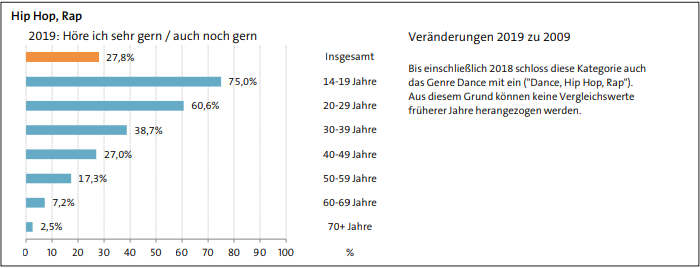 Hip Hop, Rap
2019: Höre ich sehr gern / auch noch gern
27,8% Insgesamt
75,0% 14-19 Jahre
60,6% 20-29 Jahre
38,7% 30-39 Jahre
27,0% 40-49 Jahre
17,3% 50-59 Jahre
7,2% 60-69 Jahre
2,5% 70+ Jahre
0 10 20 30 40 50 60 70 80 90 100 %
Veränderungen 2019 zu 2009
Bis einschließlich 2018 schloss diese Kategorie auch
das Genre Dance mit ein ("Dance, Hip Hop, Rap").
Aus diesem Grund können keine Vergleichswerte
früherer Jahre herangezogen werden.